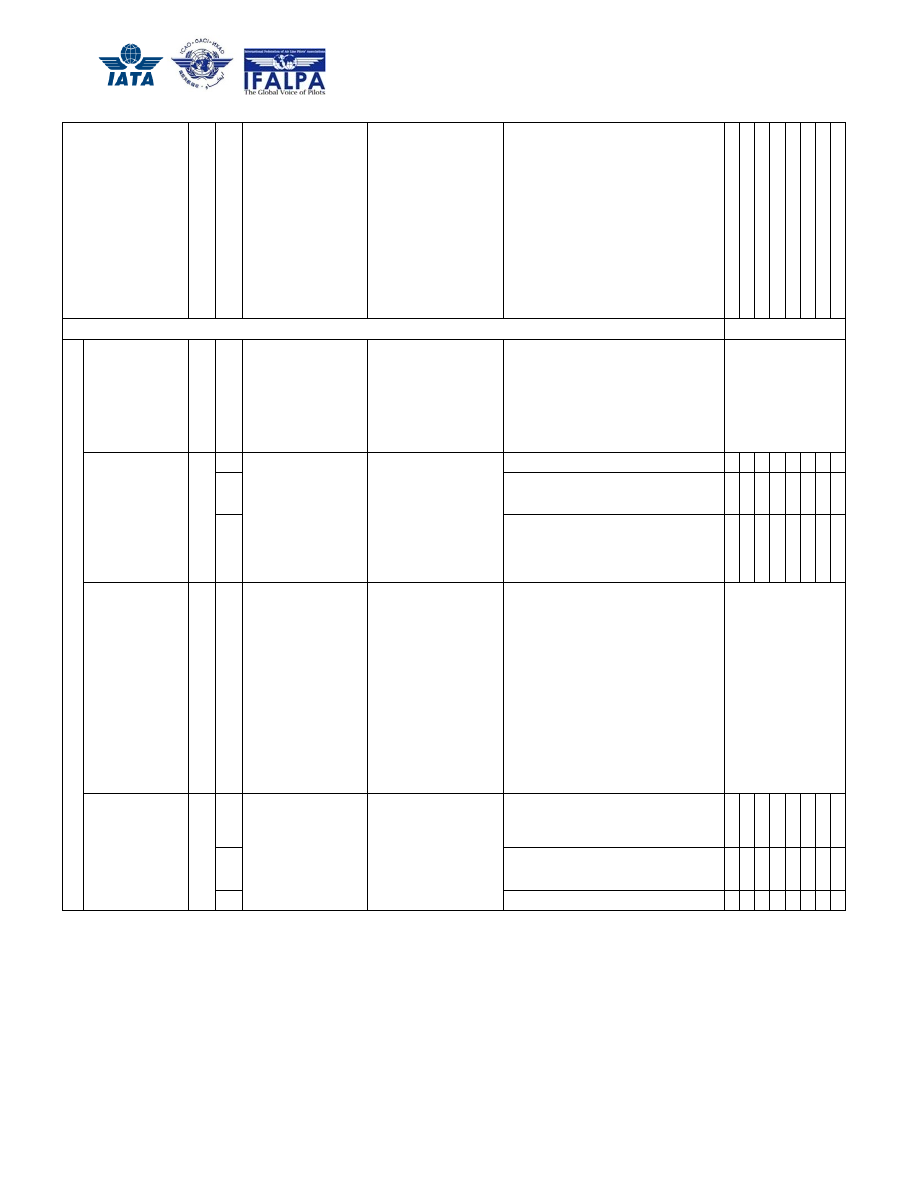 ICAO · OACI · ИКАО
International Federation of Air Line Pilots' Associations
IATA
IFALPA
The Global Voice of Pilots